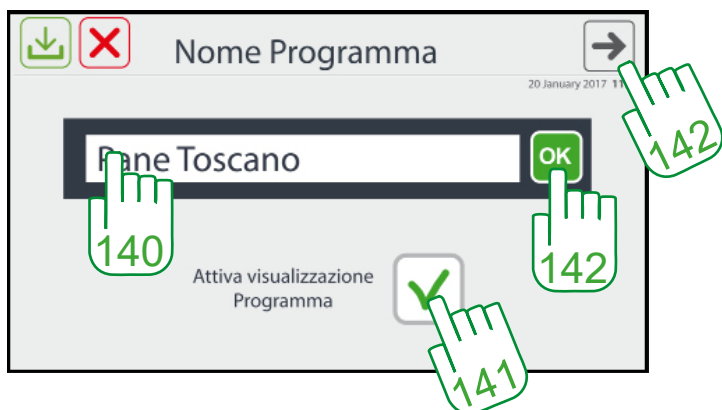 Nome Programma
20 January 2017 11
Pane Toscano
OK
142
140
142
Attiva visualizzazione
Programma
141